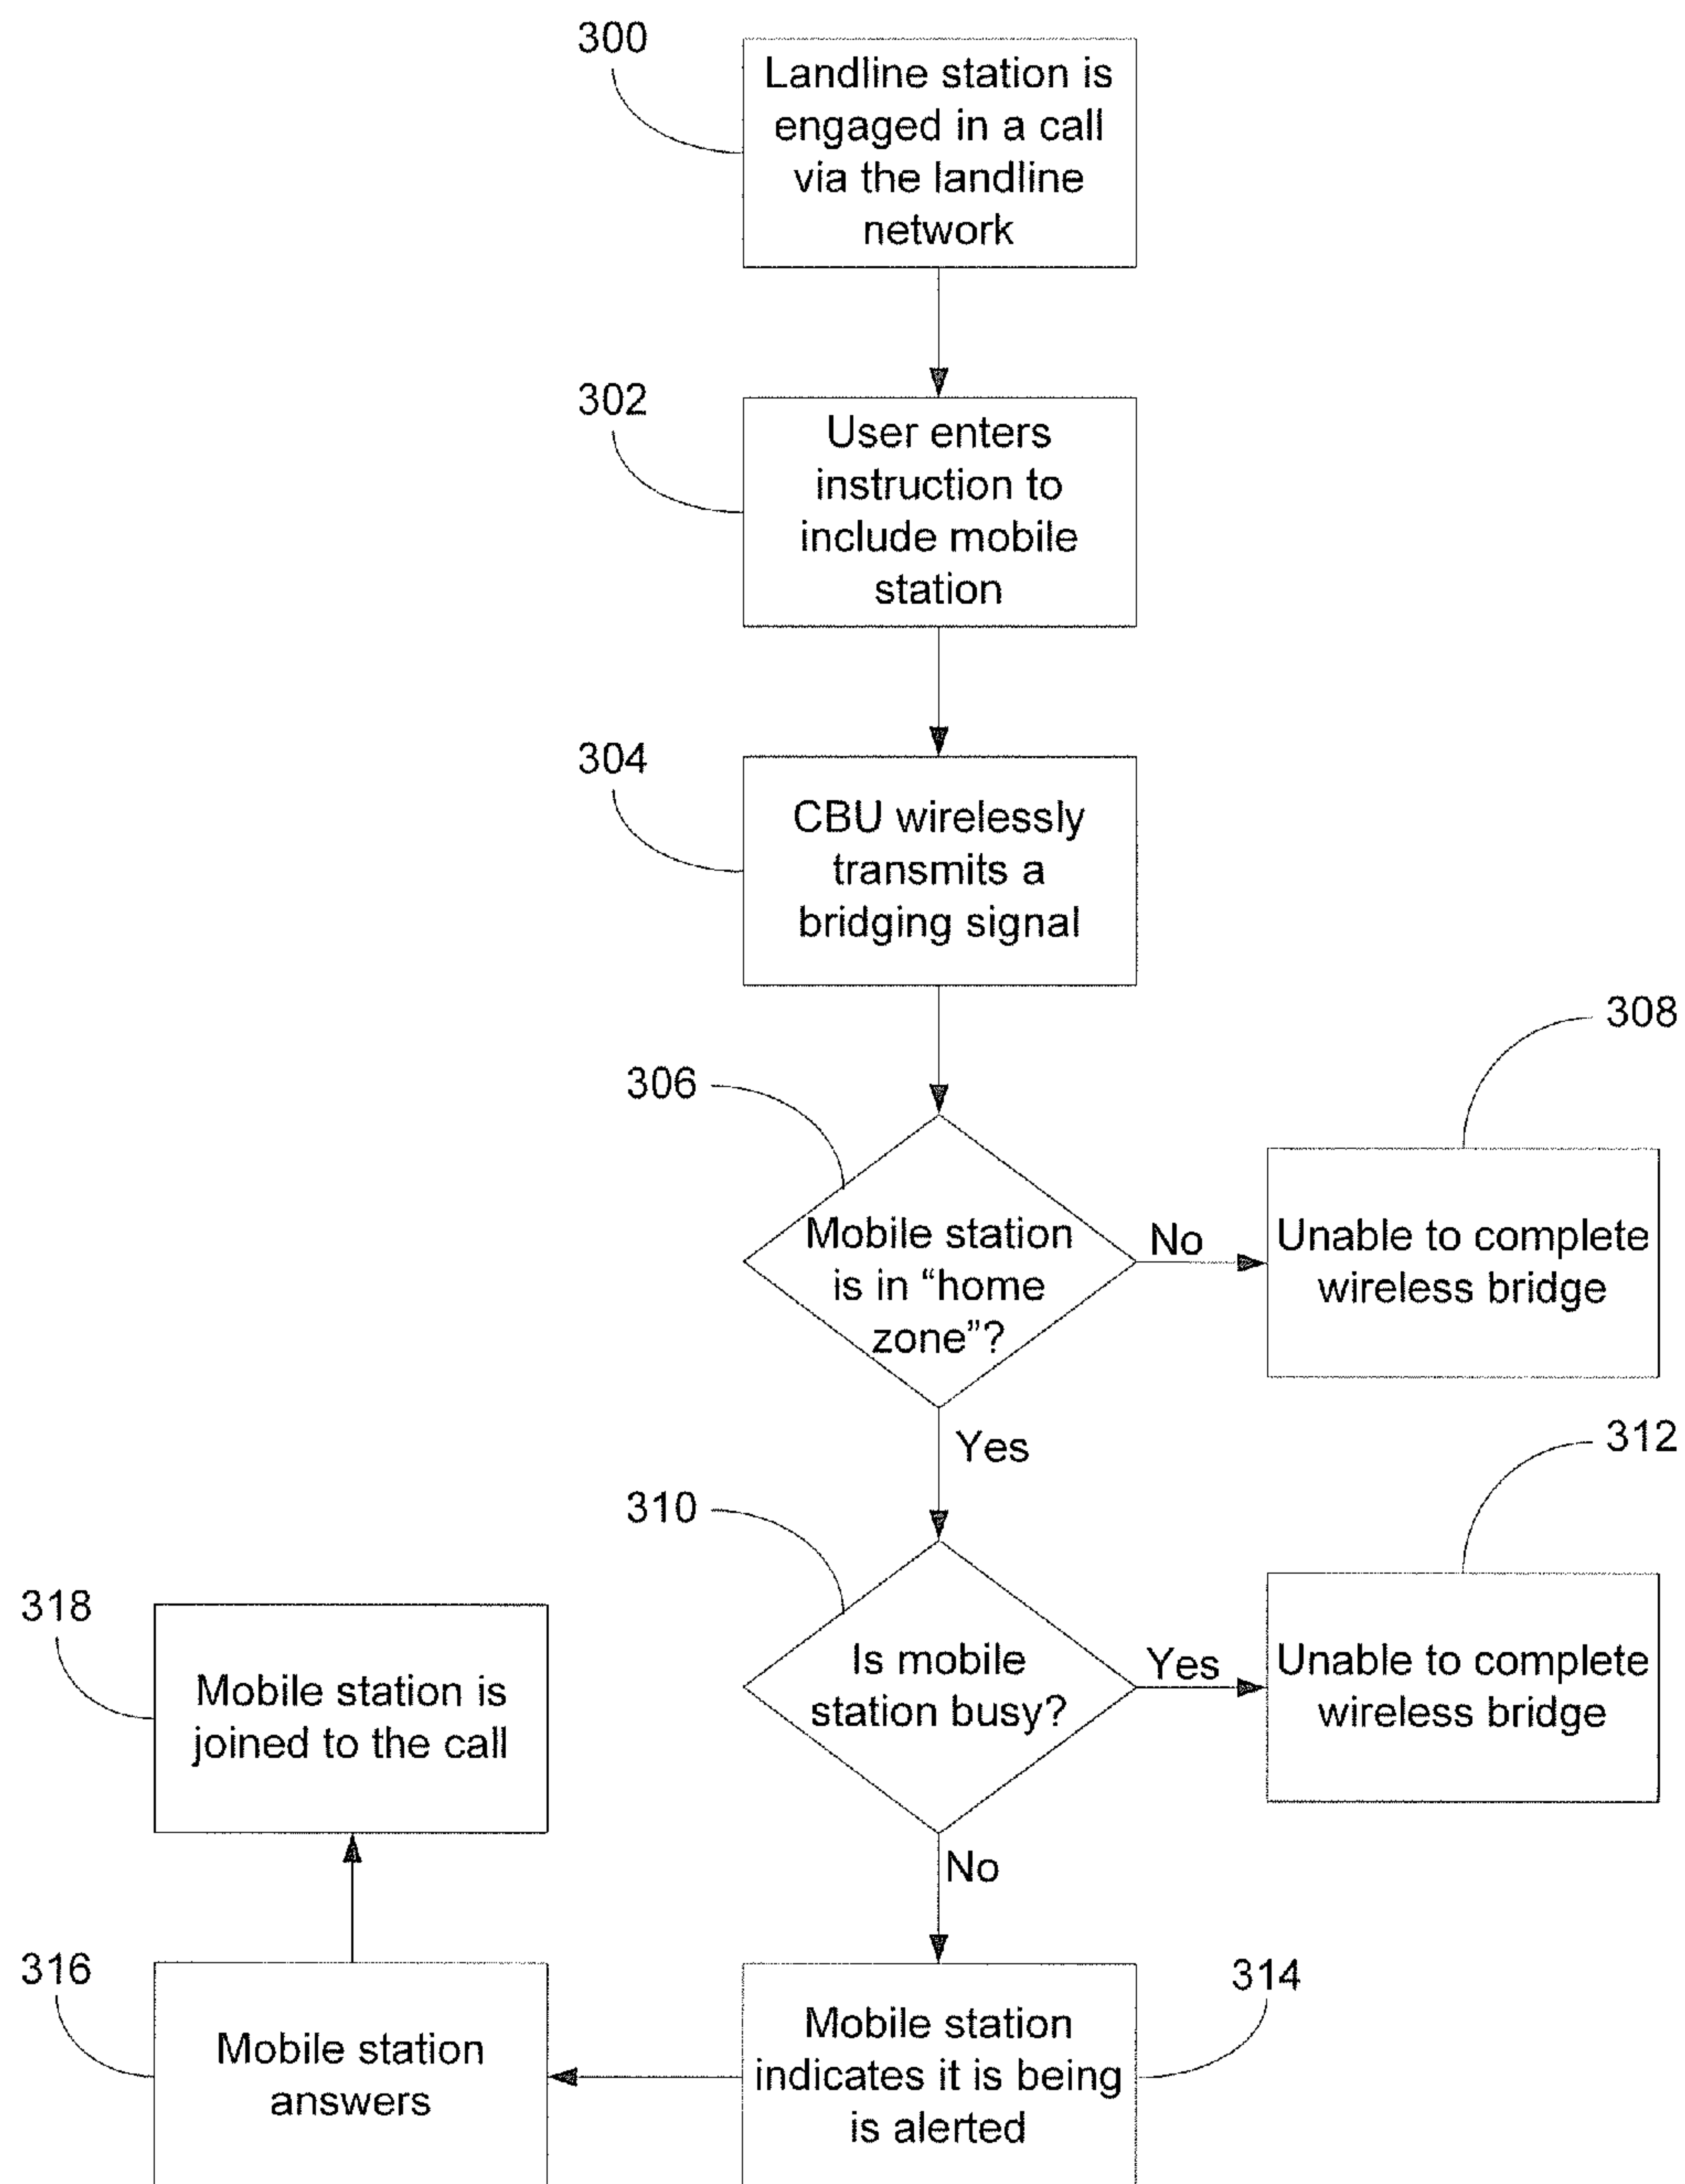 300
Landline station is
engaged in a call
via the landline
network
302
User enters
instruction to
include mobile
station
304
CBU wirelessly
transmits a
bridging signal
306
Mobile station
is in “home
zone”?
No
308
Unable to complete
wireless bridge
Yes
310
Is mobile
station busy?
Yes
312
Unable to complete
wireless bridge
No
314
Mobile station
indicates it is being
is alerted
316
Mobile station
answers
318
Mobile station is
joined to the call